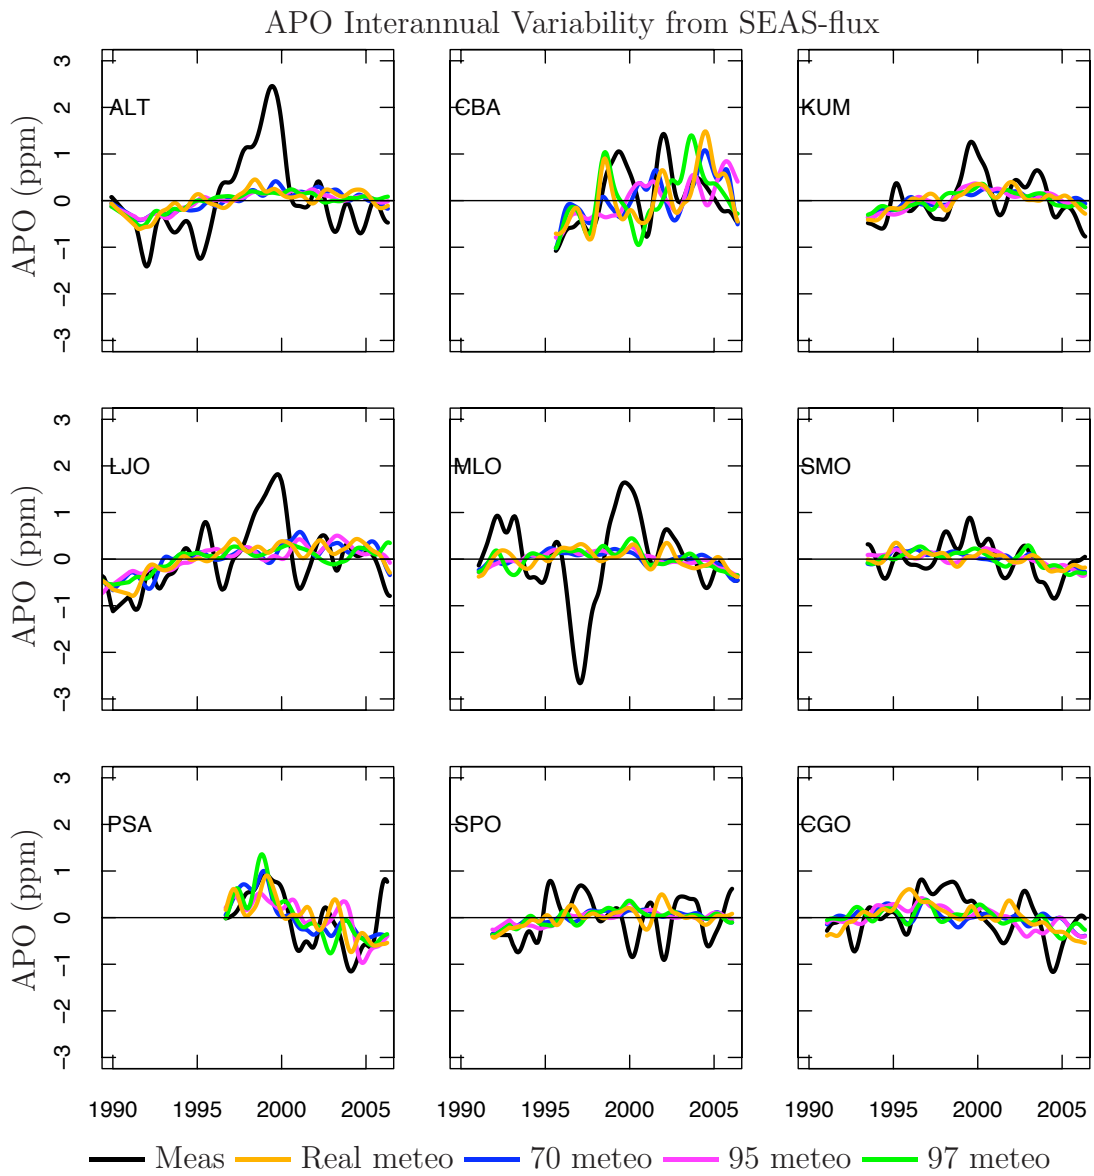 APO Interannual Variability from SEAS-flux
ALT
CBA
KUM
APO (ppm)
3
2
1
0
−1
−2
−3
LJO
MLO
SMO
APO (ppm)
3
2
1
0
−1
−2
−3
PSA
SPO
CGO
APO (ppm)
3
2
1
0
−1
−2
−3
1990 1995 2000 2005 1990 1995 2000 2005 1990 1995 2000 2005
Meas Real meteo 70 meteo 95 meteo 97 meteo